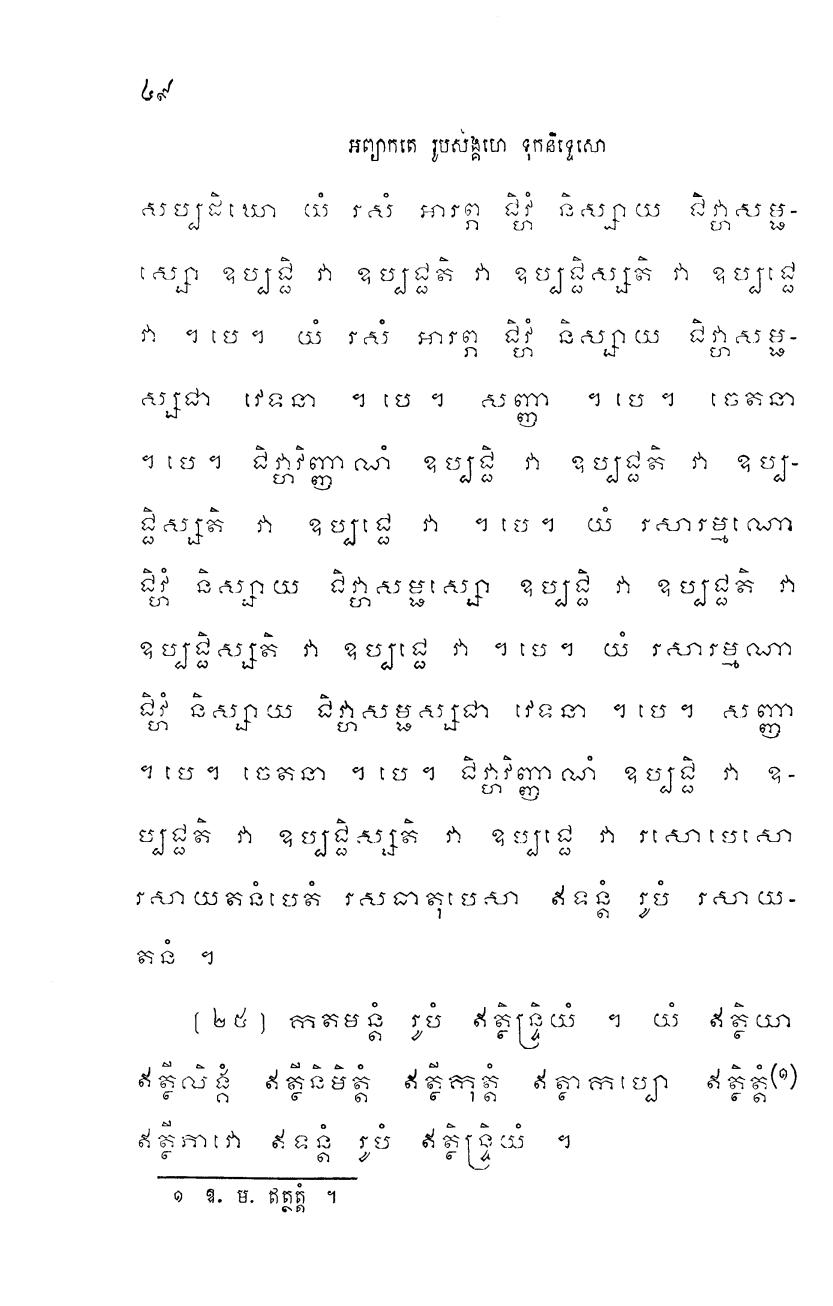 ៤៩
អព្យាកតេ រូបសង្គហេ ទុកនិទ្ទេសោ
សប្បដិឃោ យំ រសំ អារព្ភ ជិវ្ហំ និស្សាយ ជិវ្ហាសម្ផ-
ស្សោ ឧប្បជ្ជិ វា ឧប្បជ្ជតិ វា ឧប្បជ្ជិស្សតិ វា ឧប្បជ្ជេ
វា ។ បេ ។ យំ រសំ អារព្ភ ជិវ្ហំ និស្សាយ ជិវ្ហាសម្ផ-
ស្សជា វេទនា ។ បេ ។ សញ្ញា ។ បេ ។ ចេតនា
។ បេ ។ ជិវ្ហាវិញ្ញាណំ ឧប្បជ្ជិ វា ឧប្បជ្ជតិ វា ឧប្ប-
ជ្ជិស្សតិ វា ឧប្បជ្ជេ វា ។ បេ ។ យំ រសារម្មណោ
ជិវ្ហំ និស្សាយ ជិវ្ហាសម្ផស្សោ ឧប្បជ្ជិ វា ឧប្បជ្ជតិ វា
ឧប្បជ្ជិស្សតិ វា ឧប្បជ្ជេ វា ។ បេ ។ យំ រសារម្មណា
ជិវ្ហំ និស្សាយ ជិវ្ហាសម្ផស្សជា វេទនា ។ បេ ។ សញ្ញា
។ បេ ។ ចេតនា ។ បេ ។ ជិវ្ហាវិញ្ញាណំ ឧប្បជ្ជិ វា ឧ-
ប្បជ្ជតិ វា ឧប្បជ្ជិស្សតិ វា ឧប្បជ្ជេ វា រសោបេសោ
រសាយតនំបេតំ រសធាតុបេសា ឥទន្តំ រូបំ រសាយ-
តនំ ។
[ ២៥ ] កតមន្តំ រូបំ ឥត្ថិន្ទ្រិយំ ។ យំ ឥត្ថិយា
ឥត្ថីលិង្គំ ឥត្ថីនិមិត្តំ ឥត្ថីកុត្តំ ឥត្ថាកប្បោ ឥត្ថិត្តំ(១)
ឥត្ថីភាវោ ឥទន្តំ រូបំ ឥត្ថិន្ទ្រិយំ ។
១ ឱ. ម. ឥត្ថត្តំ ។